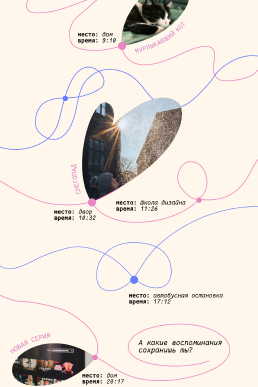 место: дом
время: 9:10
МУРЛЫКАЮЩИЙ КОТ
СНЕГОПАД
место: двор
время: 10:32
место: Школа дизайна
время: 11:26
место: автобусная остановка
время: 17:12
НОВАЯ СЕРИЯ
место: дом
время: 20:17
А какие воспоминания
сохранишь ты?